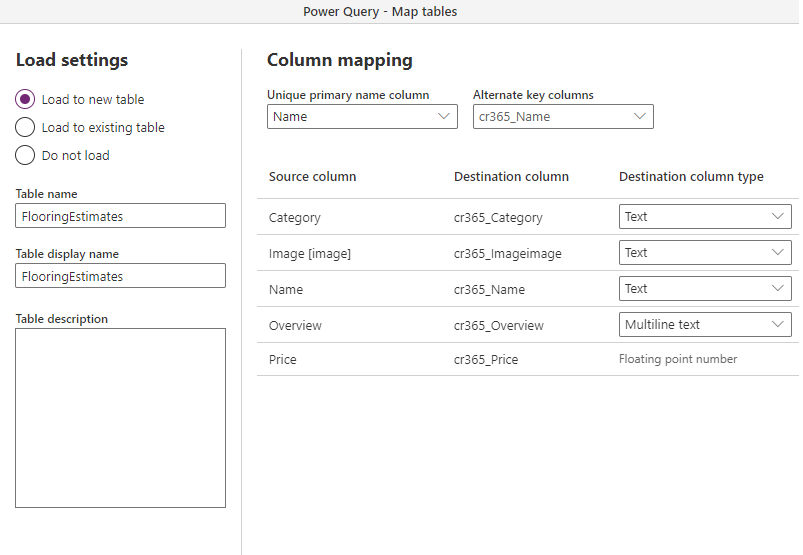 Power Query - Map tables
Load settings
Load to new table
Load to existing table
Do not load
Table name
FlooringEstimates
Table display name
FlooringEstimates
Table description
Column mapping
Unique primary name column
Alternate key columns
Name
cr365_Name
Source column
Destination column
Destination column type
Category
cr365_Category
Text
Image [image]
cr365_Imageimage
Text
Name
cr365_Name
Text
Overview
cr365_Overview
Multiline text
Price
cr365_Price
Floating point number